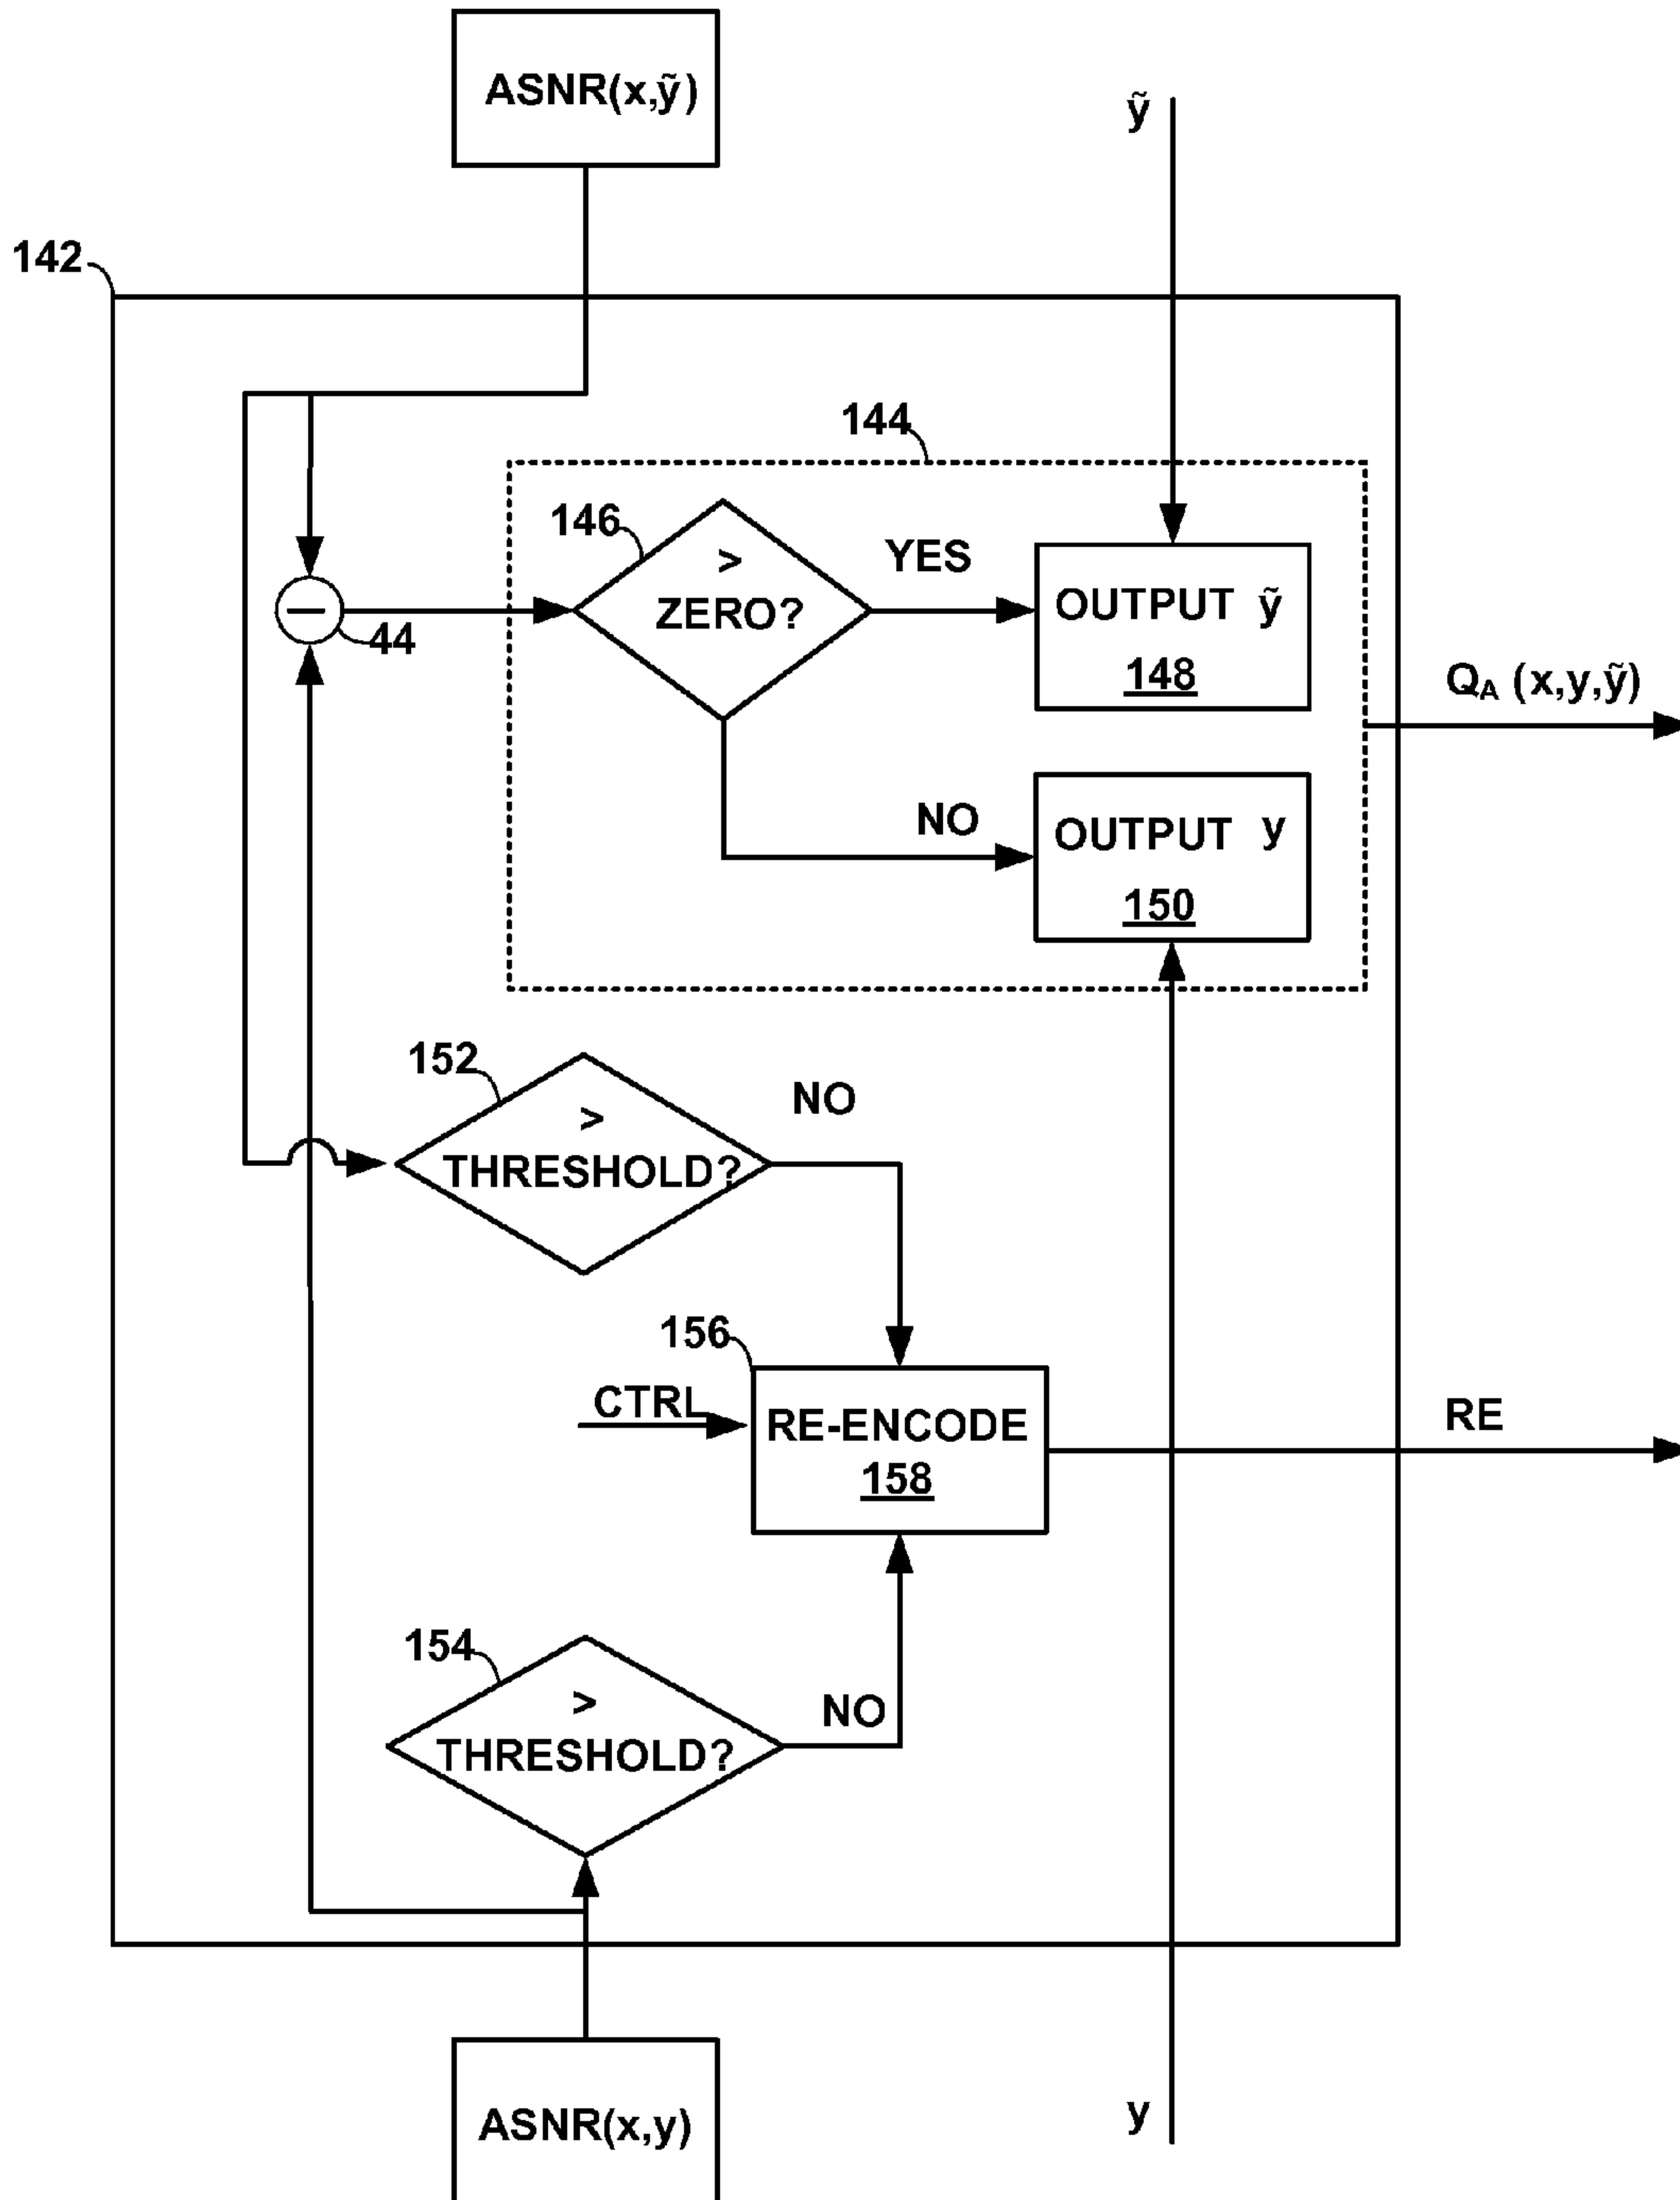 ASNR(x,ỹ)
ỹ
142
144
146
>
ZERO?
YES
OUTPUT ỹ
148
44
Q_A (x,y,ỹ)
NO
OUTPUT y
150
152
>
THRESHOLD?
NO
156
CTRL
RE-ENCODE
158
RE
154
>
THRESHOLD?
NO
ASNR(x,y)
y